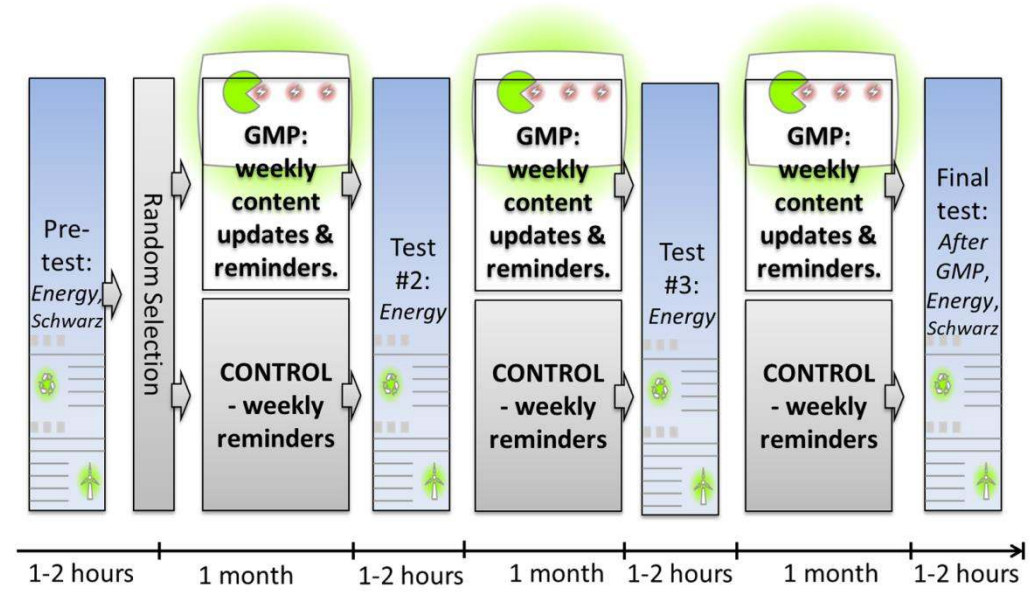 Pre-
test:
Energy,
Schwarz
Random Selection
GMP:
weekly
content
updates &
reminders.
CONTROL
- weekly
reminders
Test
#2:
Energy
GMP:
weekly
content
updates &
reminders.
CONTROL
- weekly
reminders
Test
#3:
Energy
GMP:
weekly
content
updates &
reminders.
CONTROL
- weekly
reminders
Final
test:
After
GMP,
Energy,
Schwarz
1-2 hours
1 month
1-2 hours
1 month
1-2 hours
1 month
1-2 hours